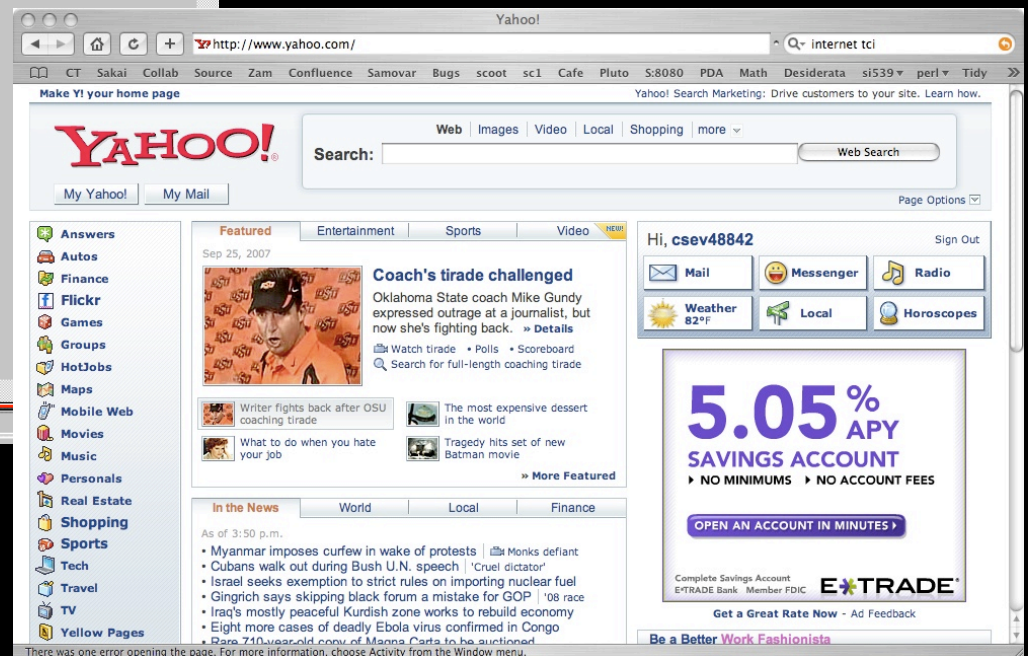 Yahoo!
http://www.yahoo.com/
internet tci
CT Sakai Collab Source Zam Confluence Samovar Bugs scoot sc1 Cafe Pluto S:8080 PDA Math Desiderata si539 perl Tidy
Make Y! your home page
Yahoo! Search Marketing: Drive customers to your site. Learn how.
YAHOO!
Web Images Video Local Shopping more
Search:
Web Search
My Yahoo! My Mail
Page Options
Answers
Autos
Finance
Flickr
Games
Groups
HotJobs
Maps
Mobile Web
Movies
Music
Personals
Real Estate
Shopping
Sports
Tech
Travel
TV
Yellow Pages
Featured Entertainment Sports Video NEW!
Sep 25, 2007
Coach's tirade challenged
Oklahoma State coach Mike Gundy
expressed outrage at a journalist, but
now she's fighting back. » Details
Watch tirade • Polls • Scoreboard
Search for full-length coaching tirade
Writer fights back after OSU
coaching tirade
The most expensive dessert
in the world
What to do when you hate
your job
Tragedy hits set of new
Batman movie
» More Featured
In the News World Local Finance
As of 3:50 p.m.
• Myanmar imposes curfew in wake of protests Monks defiant
• Cubans walk out during Bush U.N. speech 'Cruel dictator'
• Israel seeks exemption to strict rules on importing nuclear fuel
• Gingrich says skipping black forum a mistake for GOP '08 race
• Iraq's mostly peaceful Kurdish zone works to rebuild economy
• Eight more cases of deadly Ebola virus confirmed in Congo
• Rare 710-year-old copy of Magna Carta to be auctioned
Hi, csev48842
Sign Out
Mail Messenger Radio
Weather
82°F
Local Horoscopes
5.05% APY
SAVINGS ACCOUNT
NO MINIMUMS NO ACCOUNT FEES
OPEN AN ACCOUNT IN MINUTES
Complete Savings Account
E*TRADE Bank Member FDIC
E*TRADE®
Get a Great Rate Now - Ad Feedback
Be a Better Work Fashionista
There was one error opening the page. For more information, choose Activity from the Window menu.